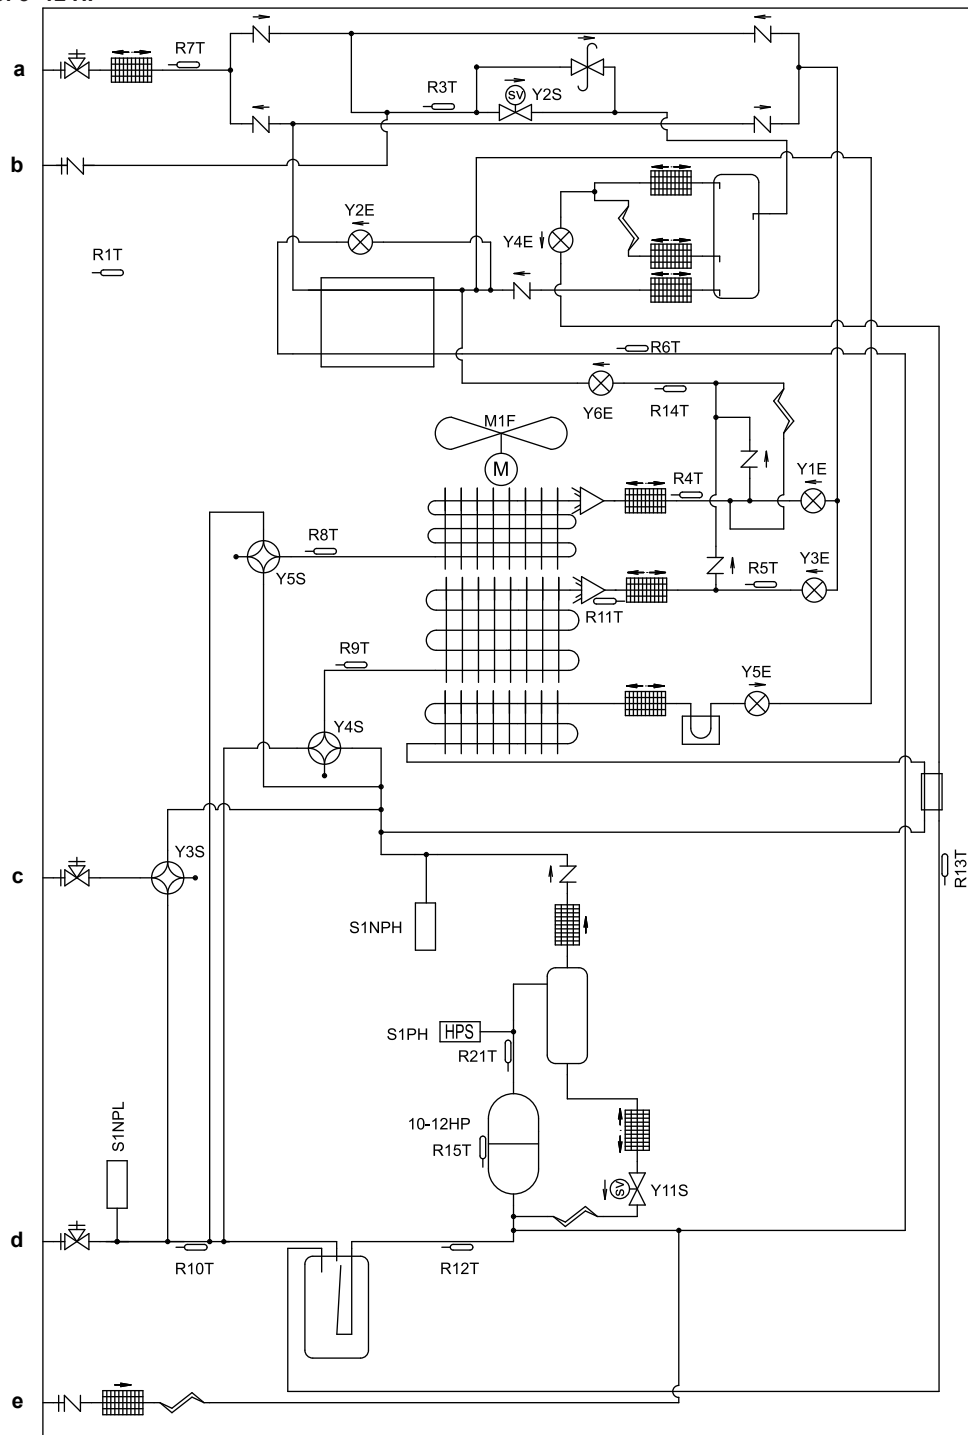 R7T
a
R3T
SV
Y2S
b
Y2E
Y4E
R1T
R6T
Y6E
R14T
M1F
M
R4T
Y1E
R8T
Y5S
R5T
Y3E
R11T
R9T
Y5E
Y4S
Y3S
c
R13T
S1NPH
S1PH
HPS
R21T
10-12HP
R15T
S1NPL
SV
Y11S
d
R10T
R12T
e